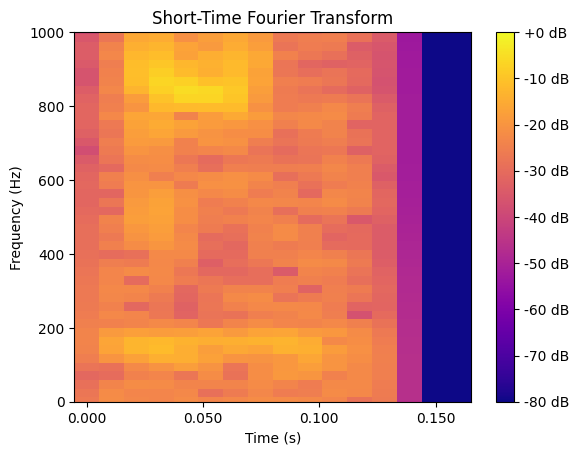 Short-Time Fourier Transform
Frequency (Hz)
1000
800
600
400
200
0
0.000
0.050
0.100
0.150
Time (s)
+0 dB
-10 dB
-20 dB
-30 dB
-40 dB
-50 dB
-60 dB
-70 dB
-80 dB